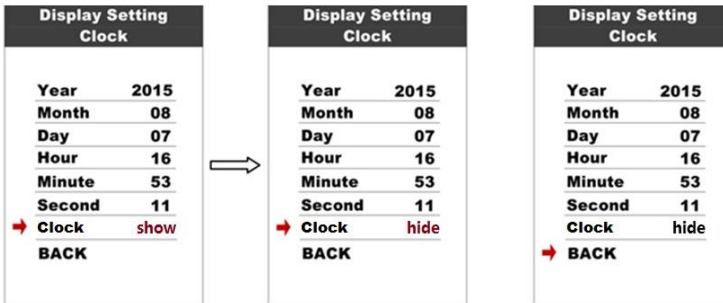 Display Setting
Clock
Year 2015
Month 08
Day 07
Hour 16
Minute 53
Second 11
Clock show
BACK
Display Setting
Clock
Year 2015
Month 08
Day 07
Hour 16
Minute 53
Second 11
Clock hide
BACK
Display Setting
Clock
Year 2015
Month 08
Day 07
Hour 16
Minute 53
Second 11
Clock hide
BACK